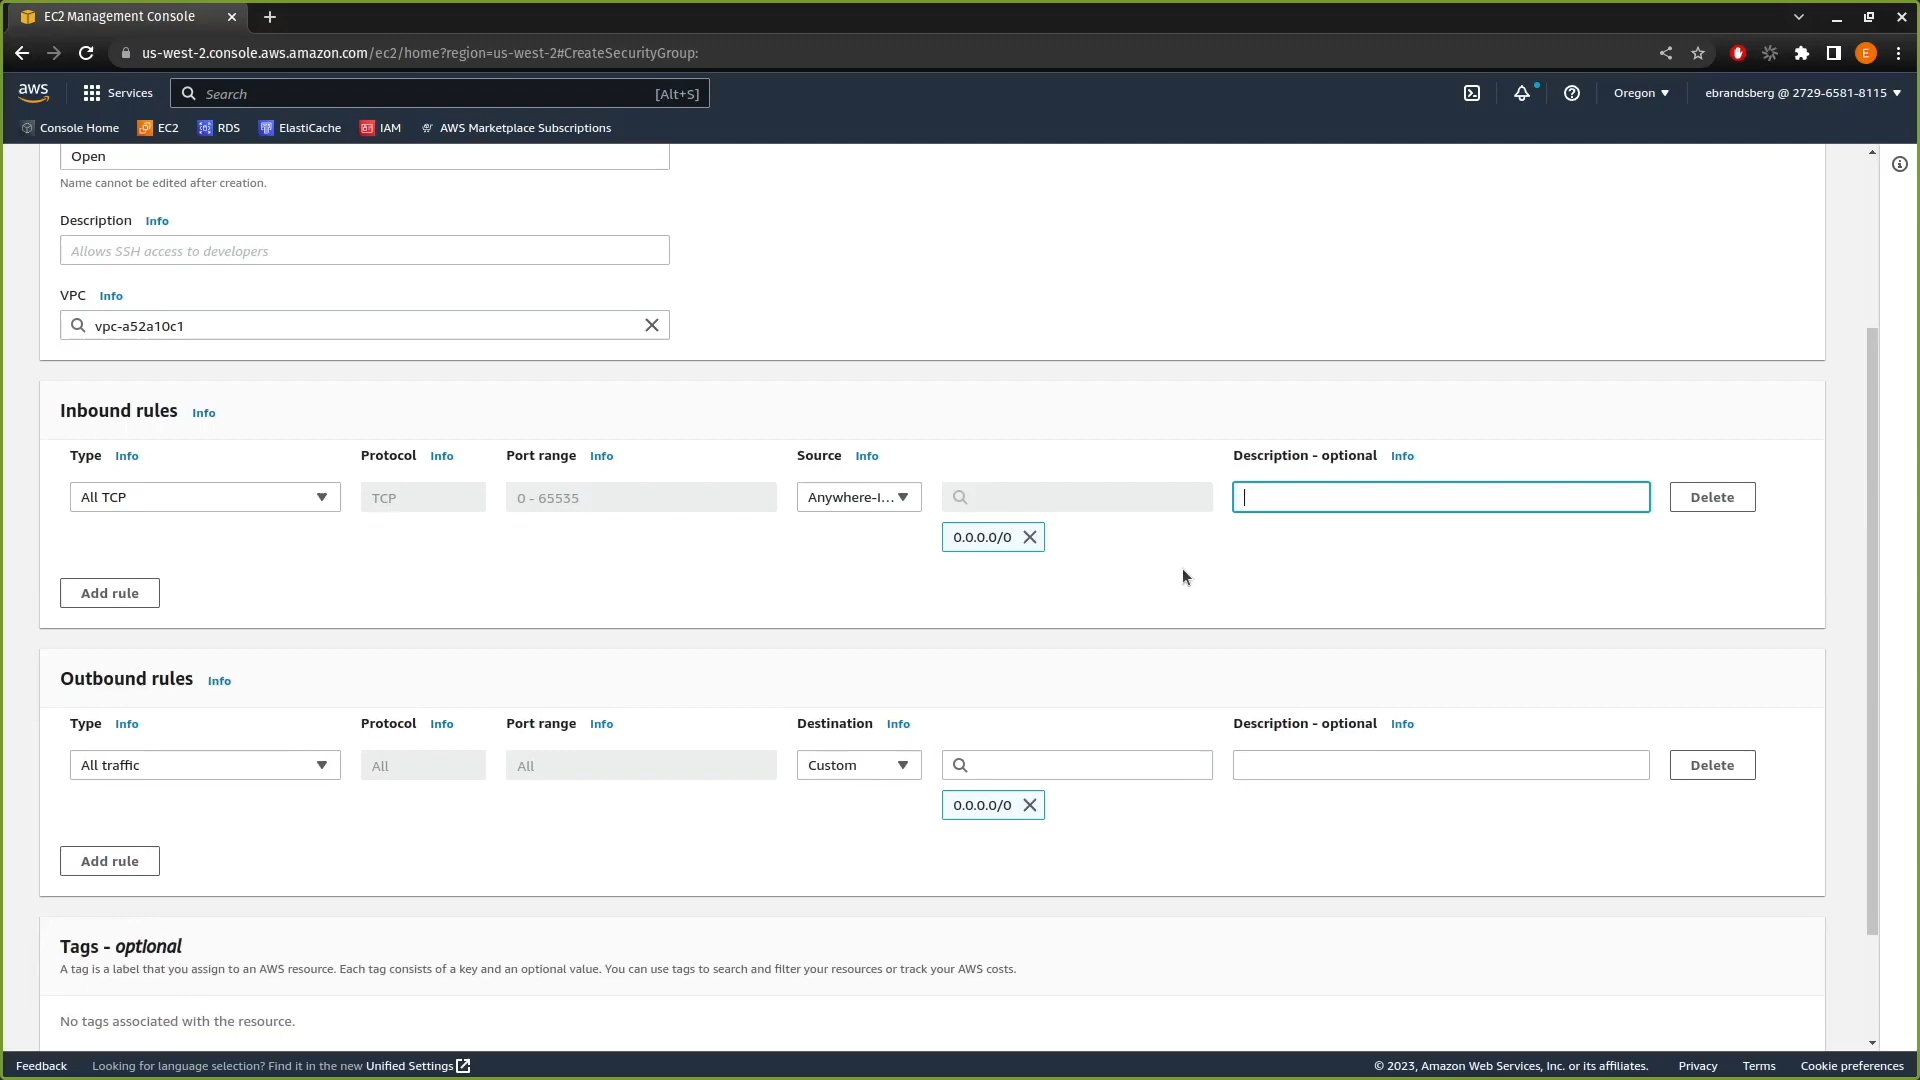 EC2 Management Console
us-west-2.console.aws.amazon.com/ec2/home?region=us-west-2#CreateSecurityGroup:
E
aws
Services
Search
[Alt+S]
Oregon
ebrandsberg @ 2729-6581-8115
Console Home
EC2
RDS
ElastiCache
IAM
AWS Marketplace Subscriptions
Open
Name cannot be edited after creation.
Description Info
Allows SSH access to developers
VPC Info
vpc-a52a10c1
Inbound rules Info
Type Info Protocol Info Port range Info Source Info Description - optional Info
All TCP TCP 0 - 65535 Anywhere-I... Delete
0.0.0.0/0
Add rule
Outbound rules Info
Type Info Protocol Info Port range Info Destination Info Description - optional Info
All traffic All All Custom Delete
0.0.0.0/0
Add rule
Tags - optional
A tag is a label that you assign to an AWS resource. Each tag consists of a key and an optional value. You can use tags to search and filter your resources or track your AWS costs.
No tags associated with the resource.
Feedback Looking for language selection? Find it in the new Unified Settings © 2023, Amazon Web Services, Inc. or its affiliates. Privacy Terms Cookie preferences